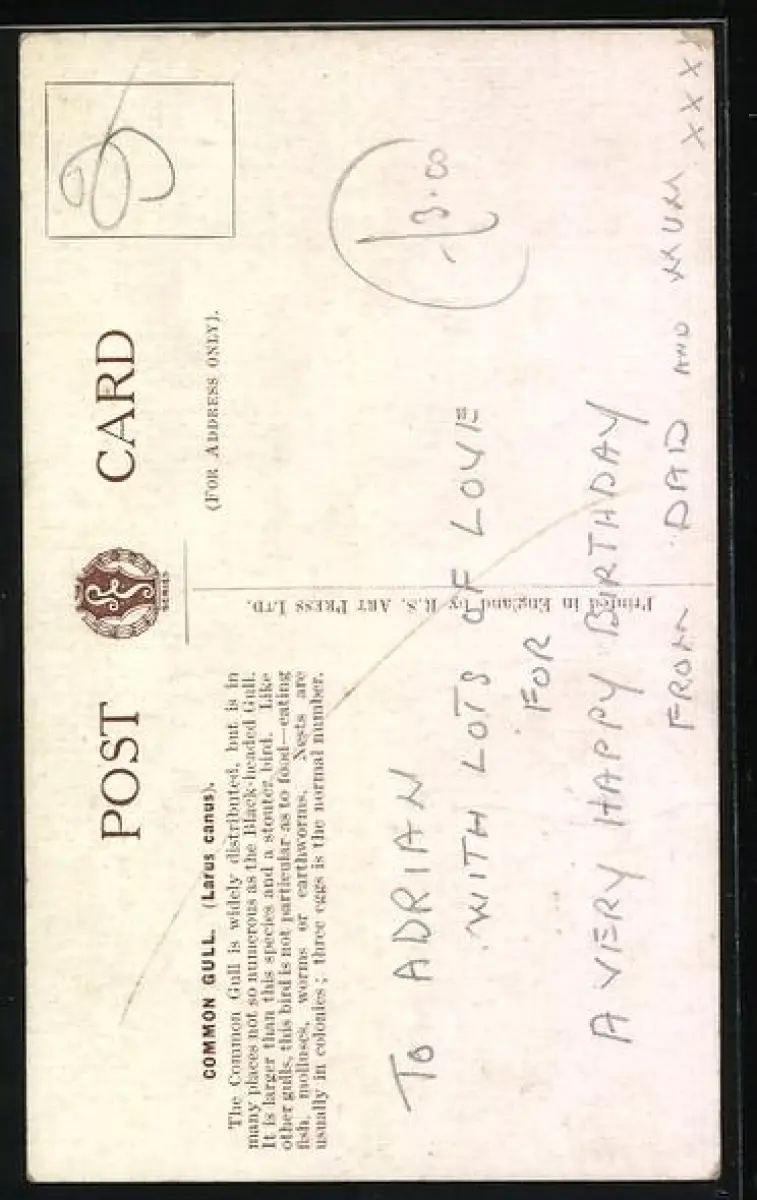 POST CARD
SERIES
(FOR ADDRESS ONLY).
COMMON GULL. (Larus canus).
The Common Gull is widely distributed, but is in
many places not so numerous as the Black-headed Gull.
It is larger than this species and a stouter bird. Like
other gulls, this bird is not particular as to food—eating
fish, molluscs, worms or earthworms. Nests are
usually in colonies; three eggs is the normal number.
Printed in England by R.S. ART PRESS LTD.
TO ADRIAN
WITH LOTS OF LOVE
FOR
A VERY HAPPY BIRTHDAY
FROM DAD AND MUM XXXX